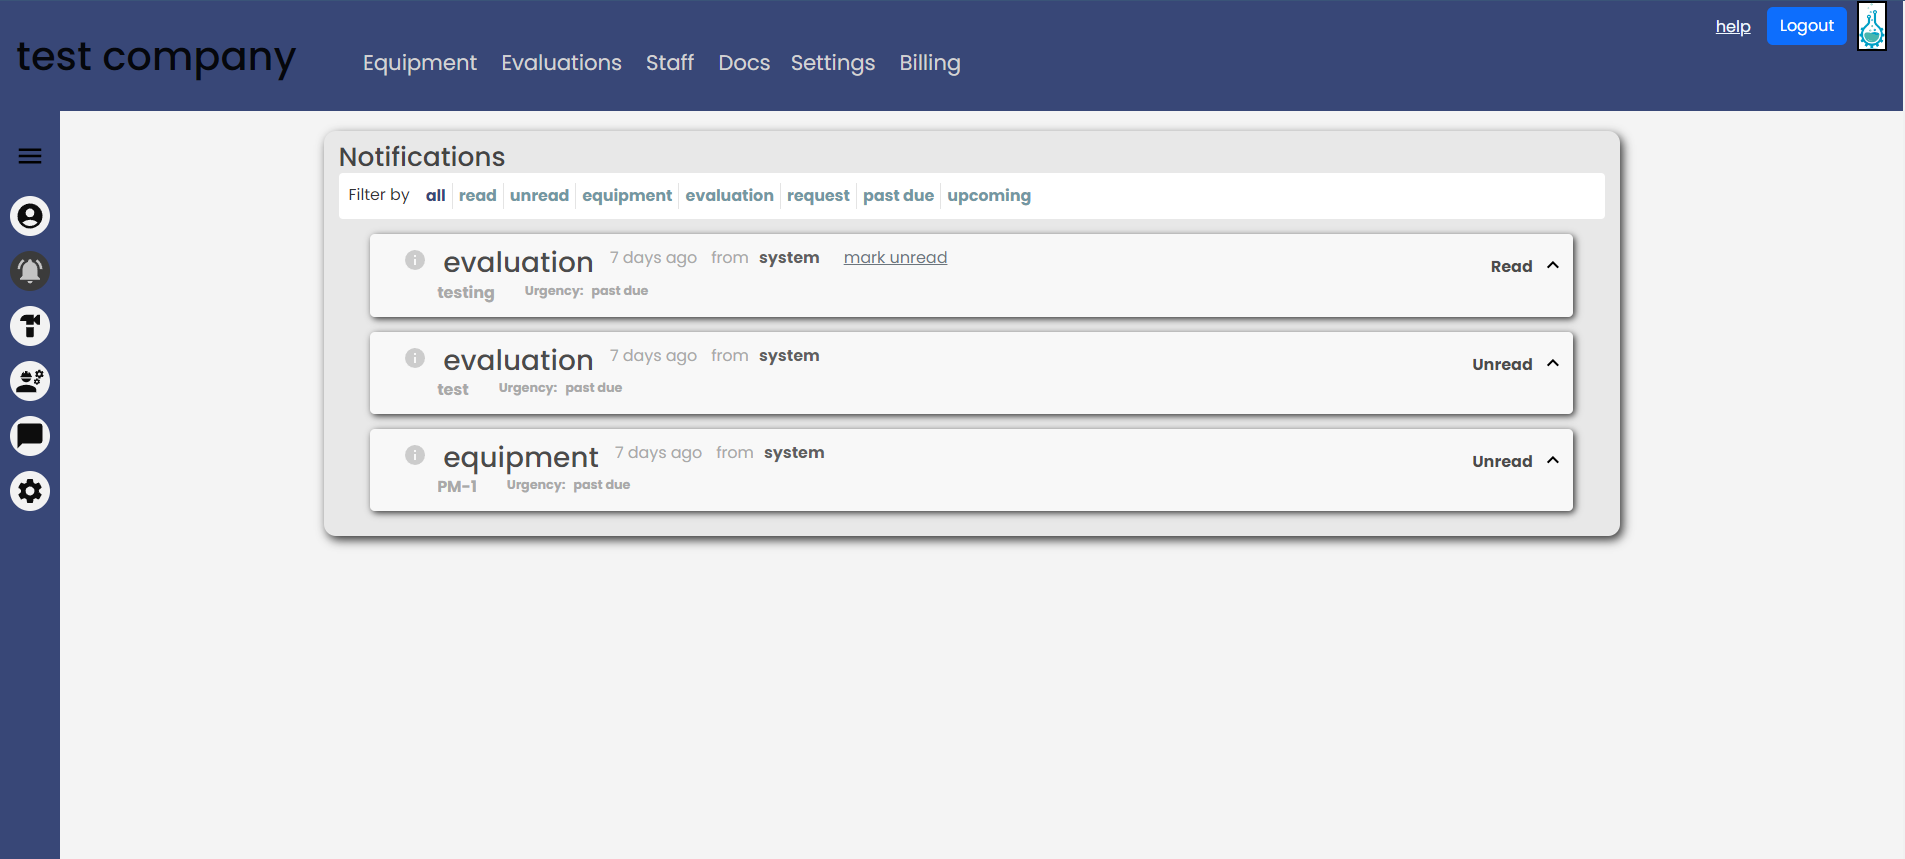 help Logout
test company Equipment Evaluations Staff Docs Settings Billing
Notifications
Filter by all read unread equipment evaluation request past due upcoming
evaluation 7 days ago from system mark unread Read
testing Urgency: past due
evaluation 7 days ago from system Unread
test Urgency: past due
equipment 7 days ago from system Unread
PM-1 Urgency: past due